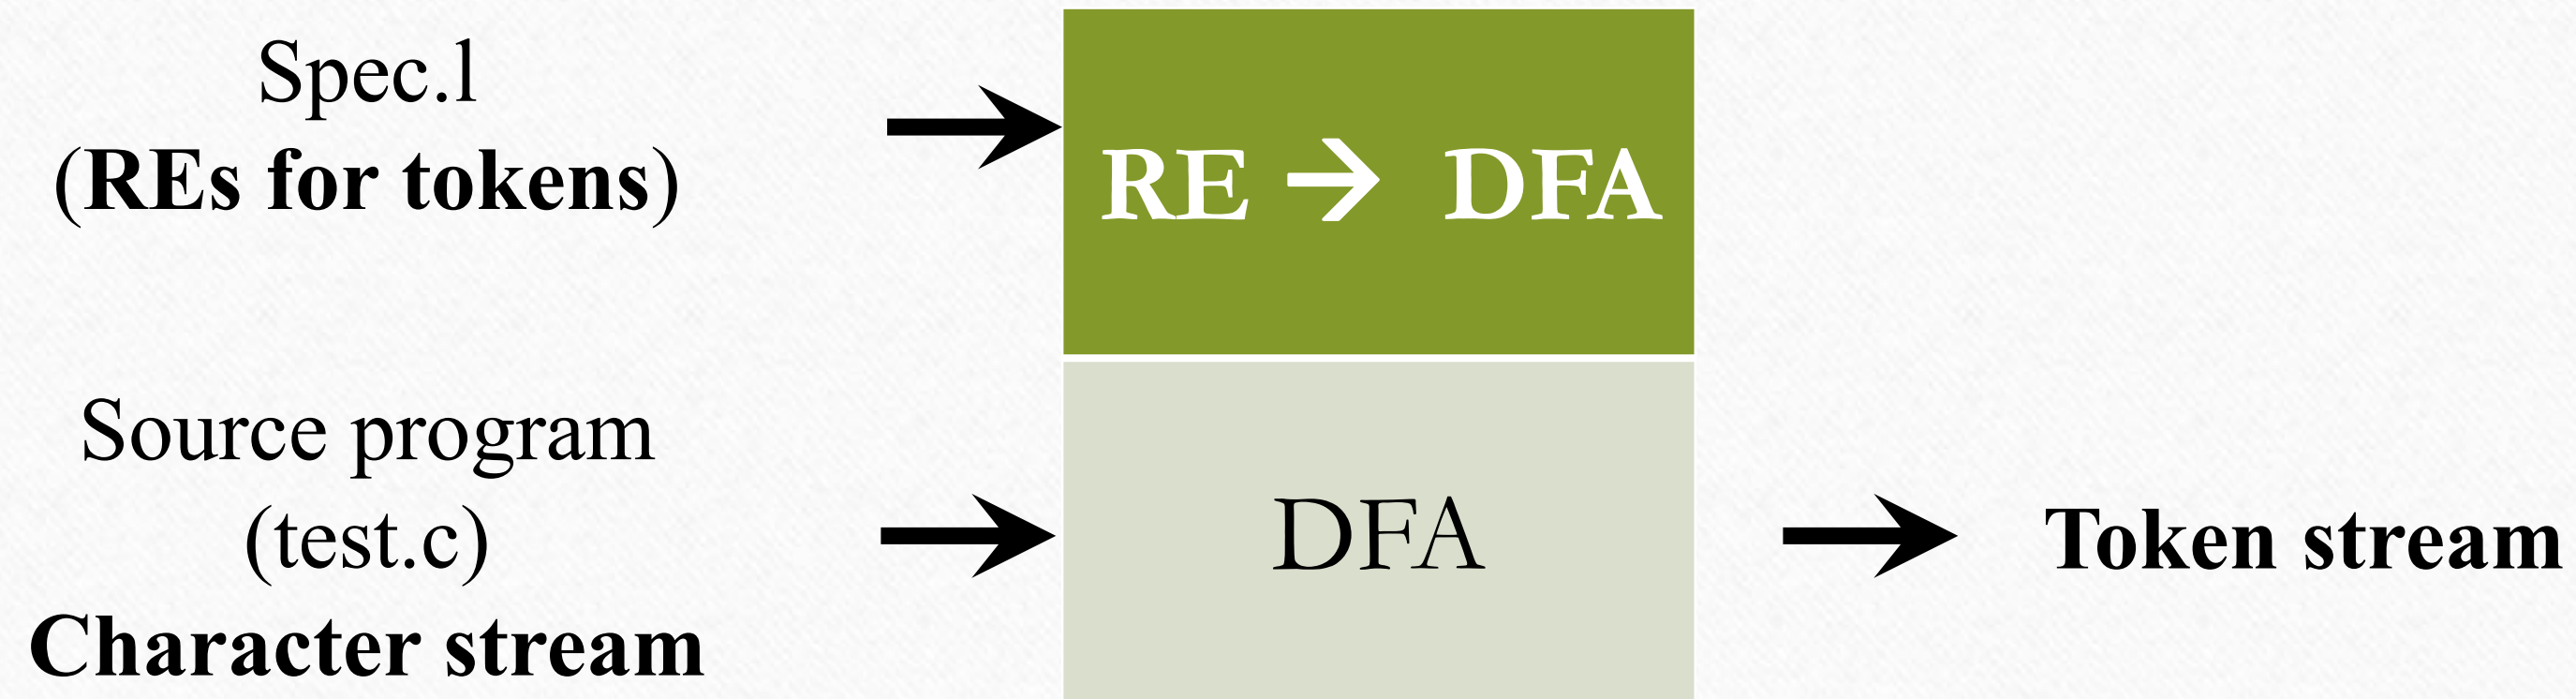 Spec.l
(REs for tokens)
RE → DFA
Source program
(test.c)
Character stream
DFA
Token stream